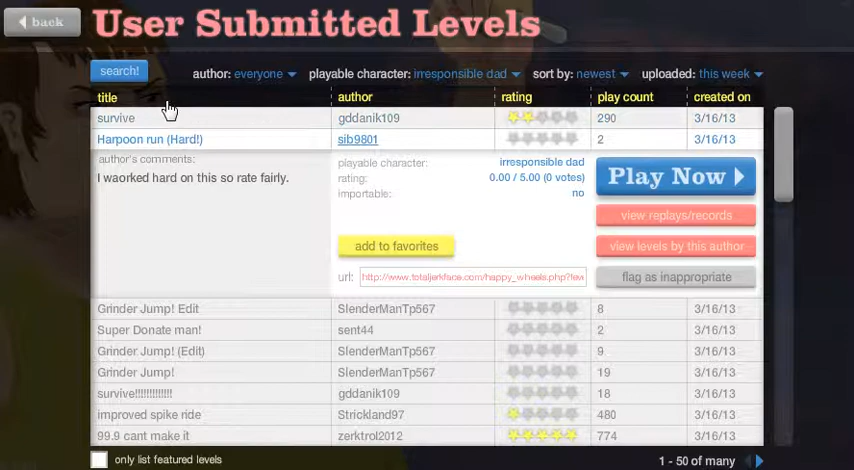 back
User Submitted Levels
search!
author: everyone playable character: irresponsible dad sort by: newest uploaded: this week
title author rating play count created on
survive gddanik109 290 3/16/13
Harpoon run (Hard!) sib9801 2 3/16/13
author's comments:
I waorked hard on this so rate fairly.
playable character: irresponsible dad
rating: 0.00 / 5.00 (0 votes)
importable: no
Play Now
view replays/records
add to favorites
view levels by this author
url: http://www.totaljerkface.com/happy_wheels.php?lev
flag as inappropriate
Grinder Jump! Edit SlenderManTp567 8 3/16/13
Super Donate man! sent44 2 3/16/13
Grinder Jump! (Edit) SlenderManTp567 9 3/16/13
Grinder Jump! SlenderManTp567 19 3/16/13
survive!!!!!!!!!!!!! gddanik109 18 3/16/13
improved spike ride Strickland97 480 3/16/13
99.9 cant make it zerktrol2012 774 3/16/13
only list featured levels
1 - 50 of many